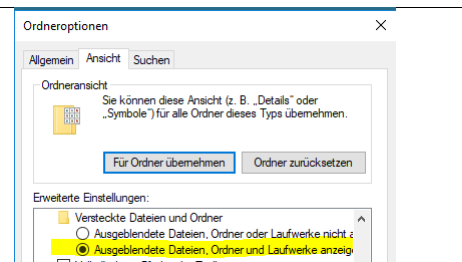 Ordneroptionen
Allgemein Ansicht Suchen
Ordneransicht
Sie können diese Ansicht (z. B. „Details" oder
„Symbole") für alle Ordner dieses Typs übernehmen.
Für Ordner übernehmen Ordner zurücksetzen
Erweiterte Einstellungen:
Versteckte Dateien und Ordner
Ausgeblendete Dateien, Ordner oder Laufwerke nicht a
Ausgeblendete Dateien, Ordner und Laufwerke anzeig